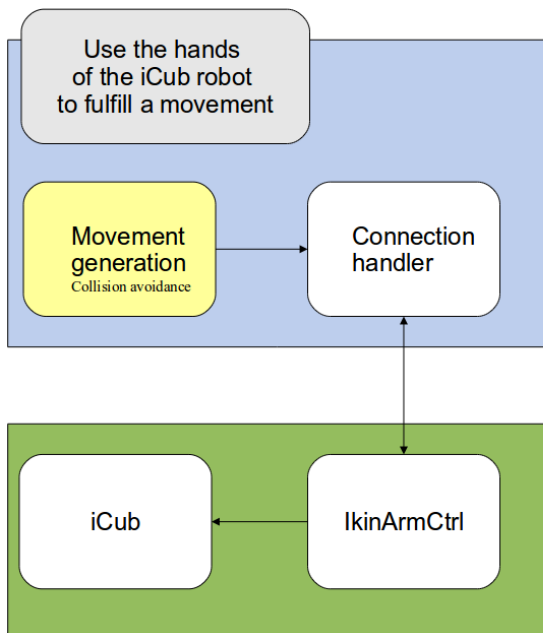 Use the hands
of the iCub robot
to fulfill a movement
Movement
generation
Collision avoidance
Connection
handler
iCub
IkinArmCtrl